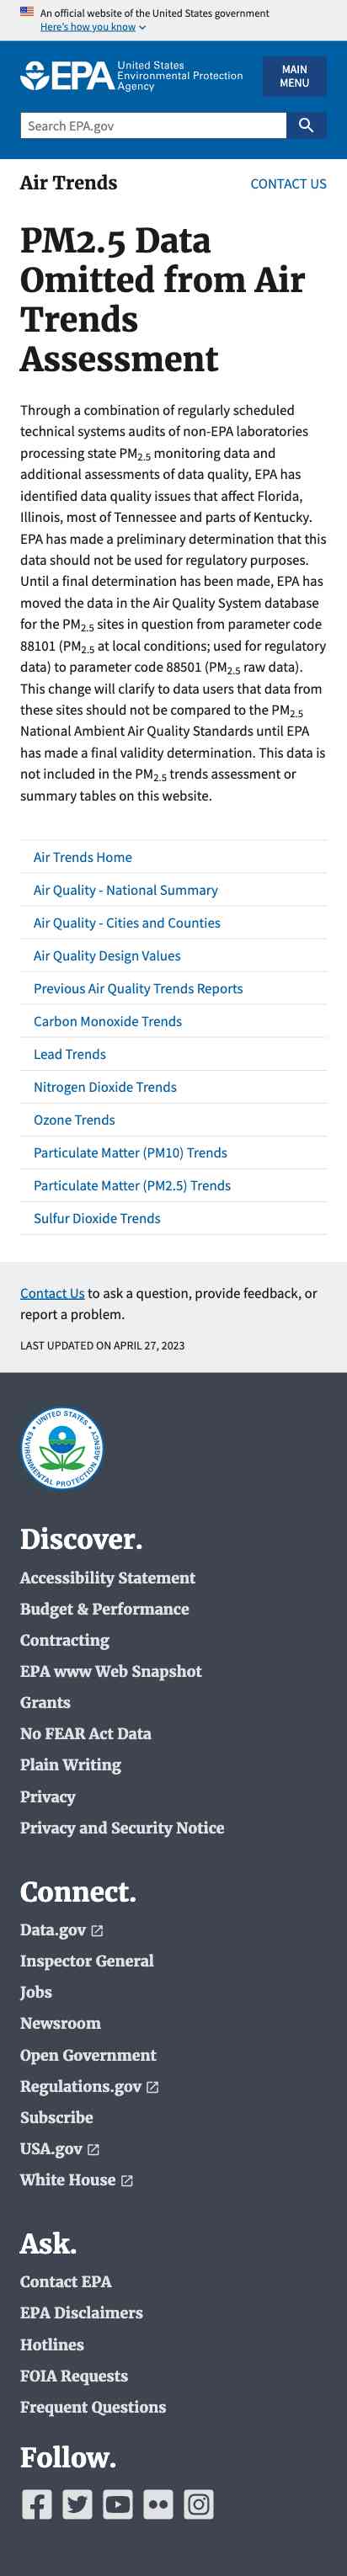 An official website of the United States government
Here's how you know
EPA United States
Environmental Protection
Agency
MAIN
MENU
Search EPA.gov
Air Trends
CONTACT US
PM2.5 Data
Omitted from Air
Trends
Assessment
Through a combination of regularly scheduled
technical systems audits of non-EPA laboratories
processing state PM2.5 monitoring data and
additional assessments of data quality, EPA has
identified data quality issues that affect Florida,
Illinois, most of Tennessee and parts of Kentucky.
EPA has made a preliminary determination that this
data should not be used for regulatory purposes.
Until a final determination has been made, EPA has
moved the data in the Air Quality System database
for the PM2.5 sites in question from parameter code
88101 (PM2.5 at local conditions; used for regulatory
data) to parameter code 88501 (PM2.5 raw data).
This change will clarify to data users that data from
these sites should not be compared to the PM2.5
National Ambient Air Quality Standards until EPA
has made a final validity determination. This data is
not included in the PM2.5 trends assessment or
summary tables on this website.
Air Trends Home
Air Quality - National Summary
Air Quality - Cities and Counties
Air Quality Design Values
Previous Air Quality Trends Reports
Carbon Monoxide Trends
Lead Trends
Nitrogen Dioxide Trends
Ozone Trends
Particulate Matter (PM10) Trends
Particulate Matter (PM2.5) Trends
Sulfur Dioxide Trends
Contact Us to ask a question, provide feedback, or
report a problem.
LAST UPDATED ON APRIL 27, 2023
UNITED STATES
ENVIRONMENTAL PROTECTION AGENCY
Discover.
Accessibility Statement
Budget & Performance
Contracting
EPA www Web Snapshot
Grants
No FEAR Act Data
Plain Writing
Privacy
Privacy and Security Notice
Connect.
Data.gov
Inspector General
Jobs
Newsroom
Open Government
Regulations.gov
Subscribe
USA.gov
White House
Ask.
Contact EPA
EPA Disclaimers
Hotlines
FOIA Requests
Frequent Questions
Follow.